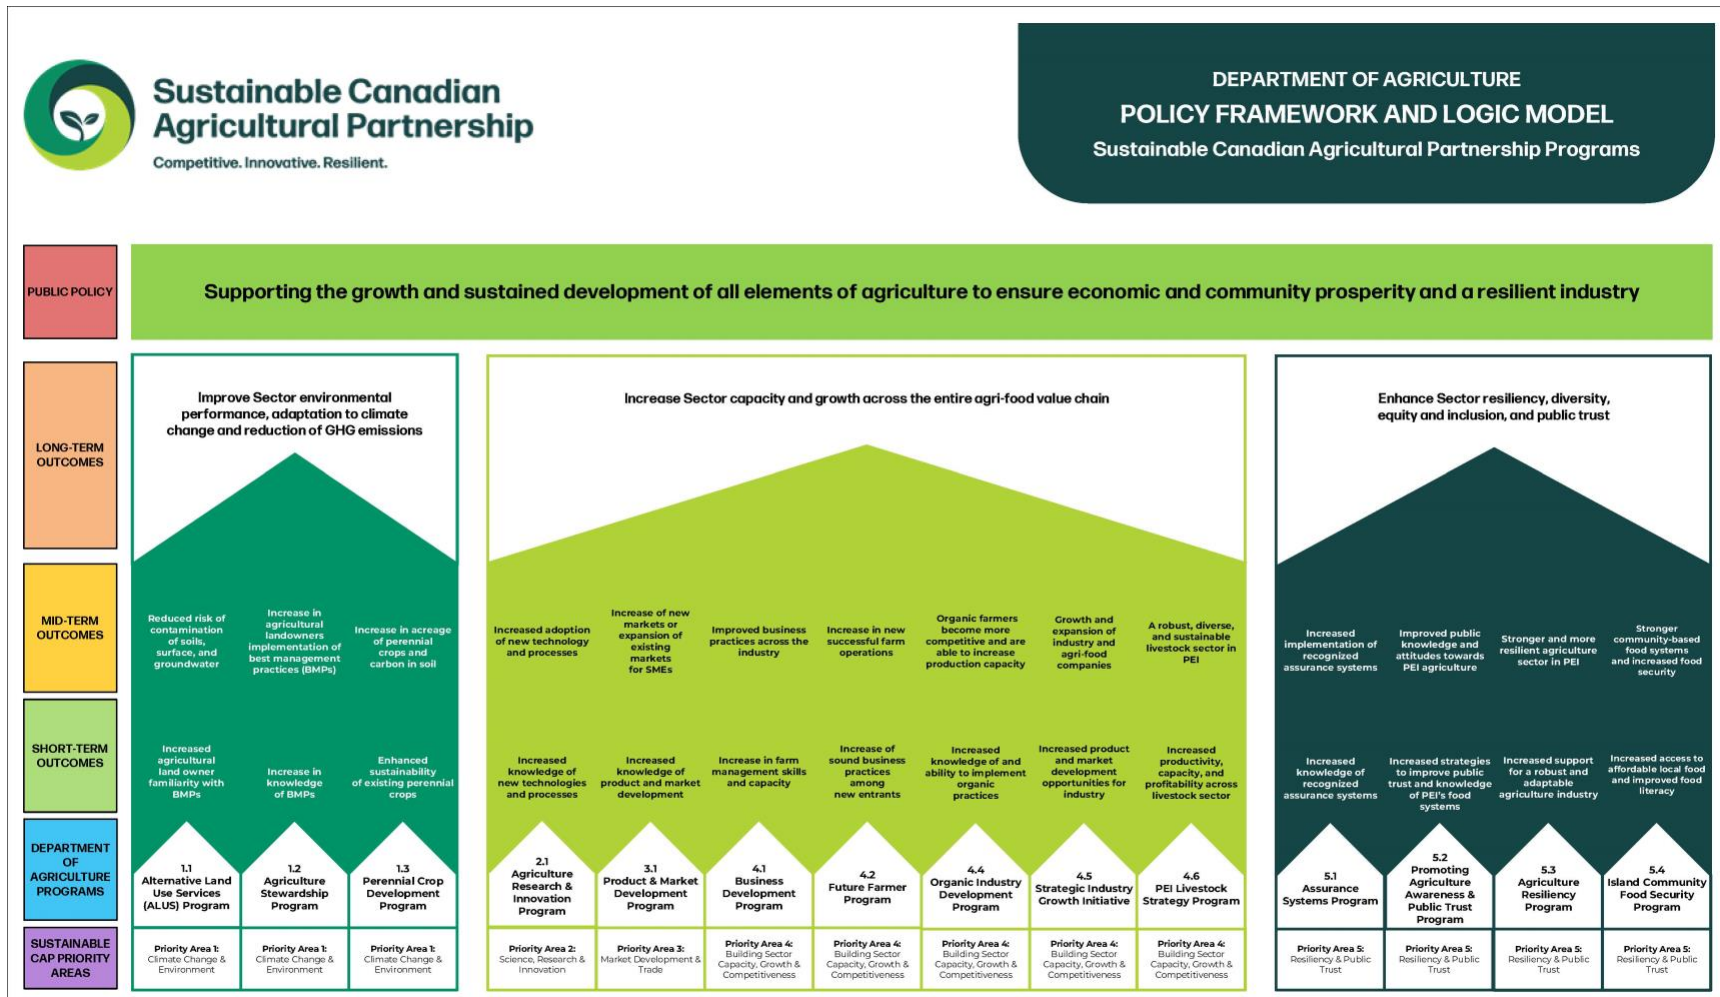 Sustainable Canadian
Agricultural Partnership
Competitive. Innovative. Resilient.
DEPARTMENT OF AGRICULTURE
POLICY FRAMEWORK AND LOGIC MODEL
Sustainable Canadian Agricultural Partnership Programs
PUBLIC POLICY
Supporting the growth and sustained development of all elements of agriculture to ensure economic and community prosperity and a resilient industry
LONG-TERM
OUTCOMES
Improve Sector environmental
performance, adaptation to climate
change and reduction of GHG emissions
Increase Sector capacity and growth across the entire agri-food value chain
Enhance Sector resiliency, diversity,
equity and inclusion, and public trust
MID-TERM
OUTCOMES
Reduced risk of
contamination
of soils,
surface, and
groundwater
Increase in
agricultural
landowners
implementation of
best management
practices (BMPs)
Increase in acreage
of perennial
crops and
carbon in soil
Increased adoption
of new technology
and processes
Increase of new
markets or
expansion of
existing
markets
for SMEs
Improved business
practices across the
industry
Increase in new
successful farm
operations
Organic farmers
become more
competitive and are
able to increase
production capacity
Growth and
expansion of
industry and
agri-food
companies
A robust, diverse,
and sustainable
livestock sector in
PEI
Increased
implementation of
recognized
assurance systems
Improved public
knowledge and
attitudes towards
PEI agriculture
Stronger and more
resilient agriculture
sector in PEI
Stronger
community-based
food systems
and increased food
security
SHORT-TERM
OUTCOMES
Increased
agricultural
land owner
familiarity with
BMPs
Increase in
knowledge
of BMPs
Enhanced
sustainability
of existing perennial
crops
Increased
knowledge of
new technologies
and processes
Increased
knowledge of
product and market
development
Increase in farm
management skills
and capacity
Increase of
sound business
practices
among
new entrants
Increased
knowledge of and
ability to implement
organic
practices
Increased product
and market
development
opportunities for
industry
Increased
productivity,
capacity, and
profitability across
livestock sector
Increased
knowledge of
recognized
assurance systems
Increased strategies
to improve public
trust and knowledge
of PEI's food
systems
Increased support
for a robust and
adaptable
agriculture industry
Increased access to
affordable local food
and improved food
literacy
DEPARTMENT
OF
AGRICULTURE
PROGRAMS
1.1
Alternative Land
Use Services
(ALUS) Program
1.2
Agriculture
Stewardship
Program
1.3
Perennial Crop
Development
Program
2.1
Agriculture
Research &
Innovation
Program
3.1
Product & Market
Development
Program
4.1
Business
Development
Program
4.2
Future Farmer
Program
4.4
Organic Industry
Development
Program
4.5
Strategic Industry
Growth Initiative
4.6
PEI Livestock
Strategy Program
5.1
Assurance
Systems Program
5.2
Promoting
Agriculture
Awareness &
Public Trust
Program
5.3
Agriculture
Resiliency
Program
5.4
Island Community
Food Security
Program
SUSTAINABLE
CAP PRIORITY
AREAS
Priority Area 1:
Climate Change &
Environment
Priority Area 1:
Climate Change &
Environment
Priority Area 1:
Climate Change &
Environment
Priority Area 2:
Science, Research &
Innovation
Priority Area 3:
Market Development &
Trade
Priority Area 4:
Building Sector
Capacity, Growth &
Competitiveness
Priority Area 4:
Building Sector
Capacity, Growth &
Competitiveness
Priority Area 4:
Building Sector
Capacity, Growth &
Competitiveness
Priority Area 4:
Building Sector
Capacity, Growth &
Competitiveness
Priority Area 4:
Building Sector
Capacity, Growth &
Competitiveness
Priority Area 5:
Resiliency & Public
Trust
Priority Area 5:
Resiliency & Public
Trust
Priority Area 5:
Resiliency & Public
Trust
Priority Area 5:
Resiliency & Public
Trust